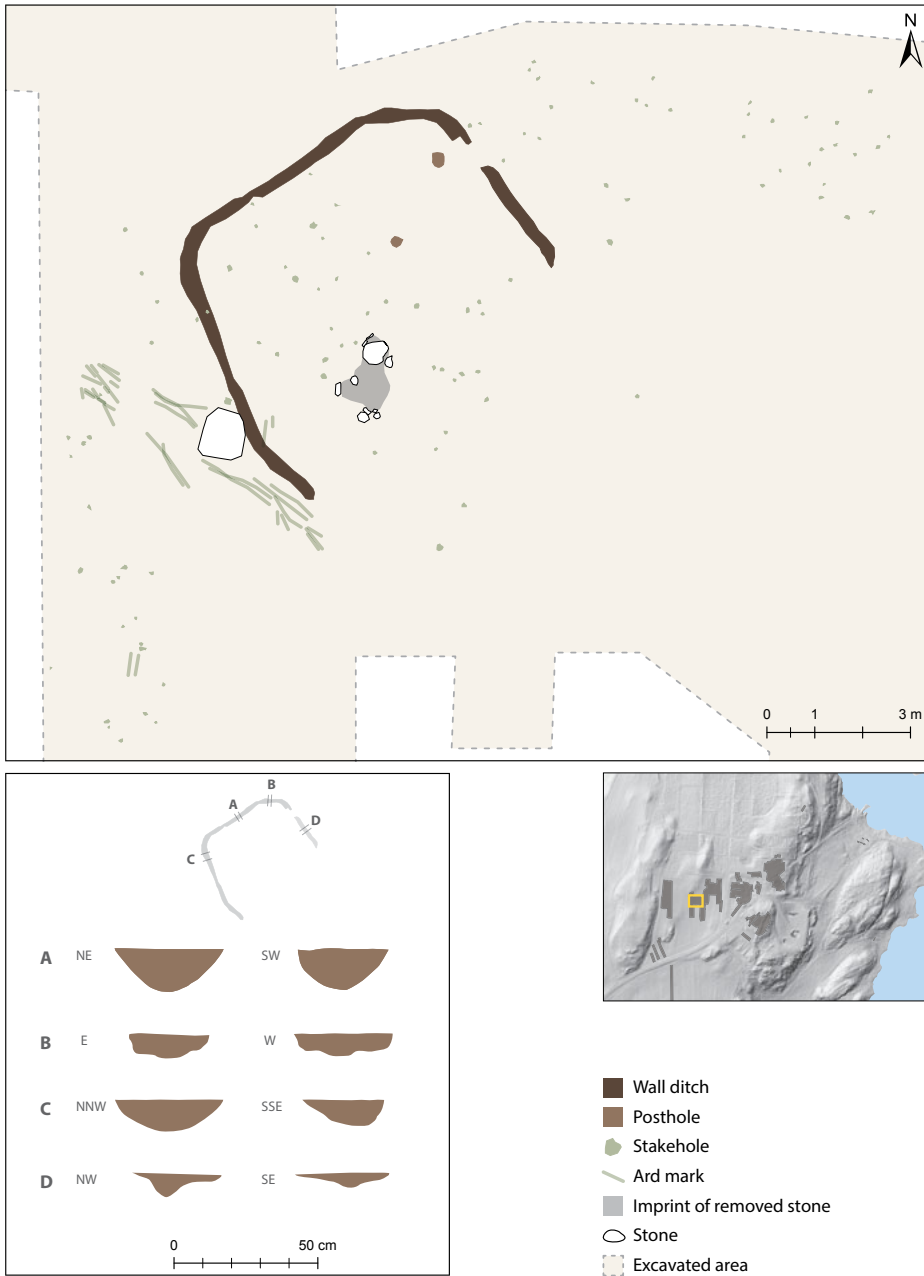 N
0 1 3 m
B
A
D
C
A NE SW
B E W
C NNW SSE
D NW SE
0 50 cm
Wall ditch
Posthole
Stakehole
Ard mark
Imprint of removed stone
Stone
Excavated area